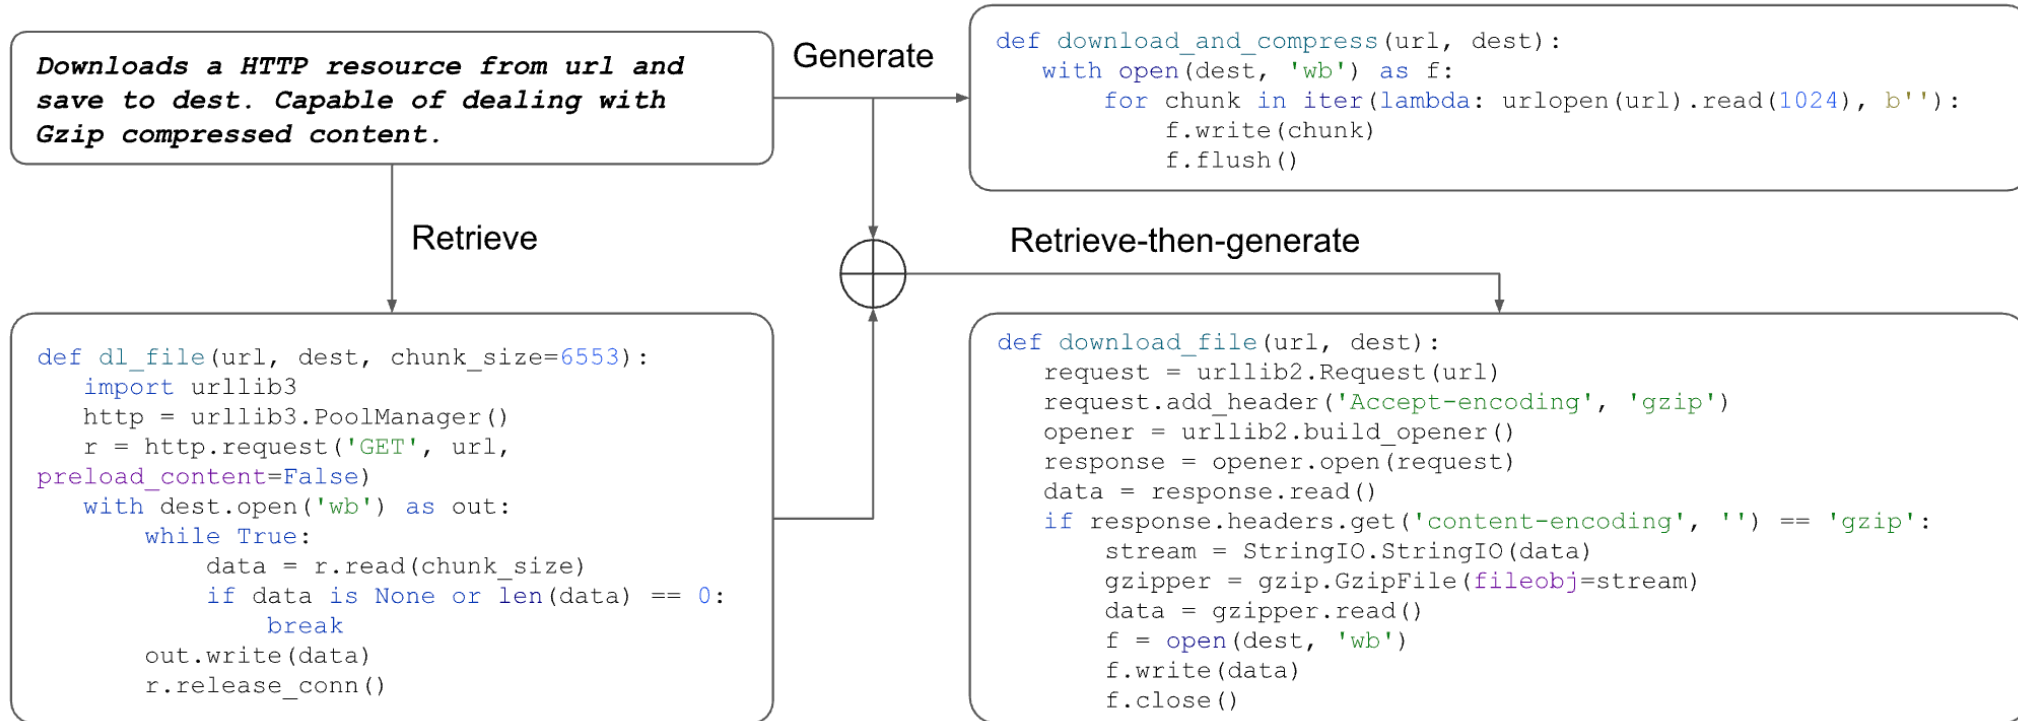 Downloads a HTTP resource from url and
save to dest. Capable of dealing with
Gzip compressed content.
Generate
def download_and_compress(url, dest):
   with open(dest, 'wb') as f:
       for chunk in iter(lambda: urlopen(url).read(1024), b''):
           f.write(chunk)
           f.flush()
Retrieve
Retrieve-then-generate
def dl_file(url, dest, chunk_size=6553):
   import urllib3
   http = urllib3.PoolManager()
   r = http.request('GET', url,
preload_content=False)
   with dest.open('wb') as out:
       while True:
           data = r.read(chunk_size)
           if data is None or len(data) == 0:
               break
       out.write(data)
       r.release_conn()
def download_file(url, dest):
   request = urllib2.Request(url)
   request.add_header('Accept-encoding', 'gzip')
   opener = urllib2.build_opener()
   response = opener.open(request)
   data = response.read()
   if response.headers.get('content-encoding', '') == 'gzip':
       stream = StringIO.StringIO(data)
       gzipper = gzip.GzipFile(fileobj=stream)
       data = gzipper.read()
       f = open(dest, 'wb')
       f.write(data)
       f.close()